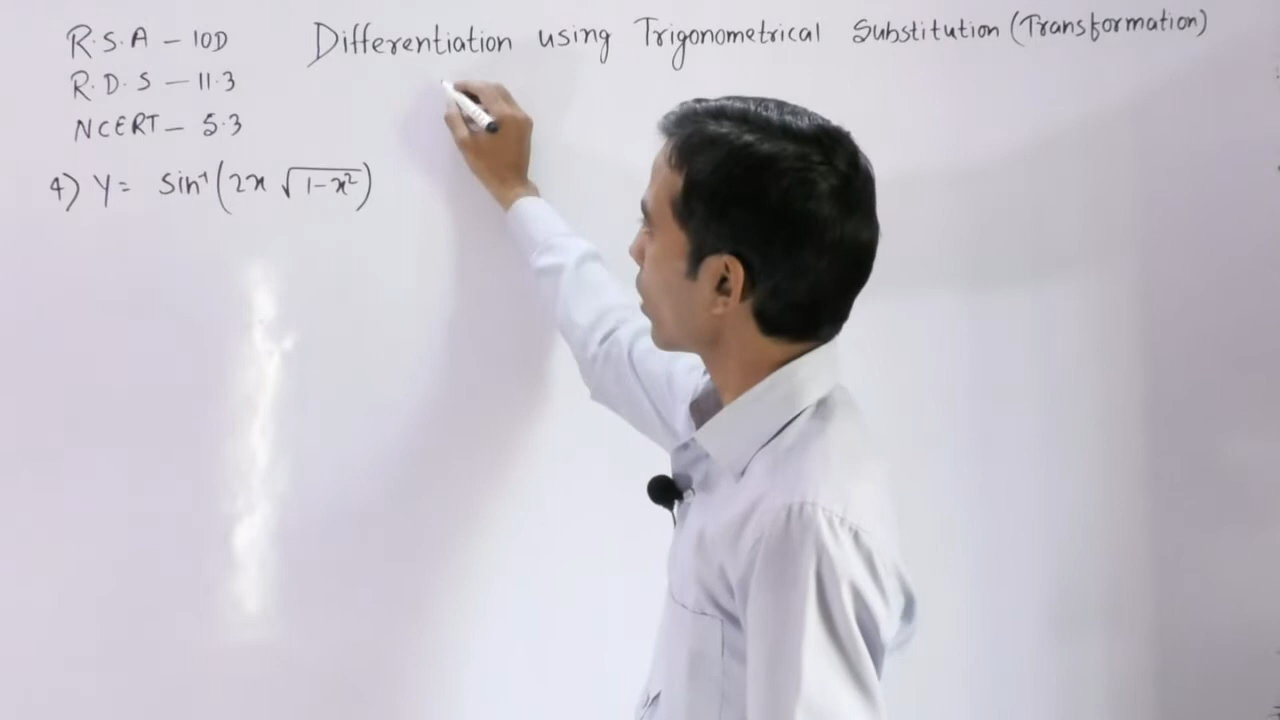 R.S.A – 10D
Differentiation using Trigonometrical Substitution (Transformation)
R.D.S – 11.3
NCERT – 5.3
4) Y = Sin⁻¹(2x √(1-x²))